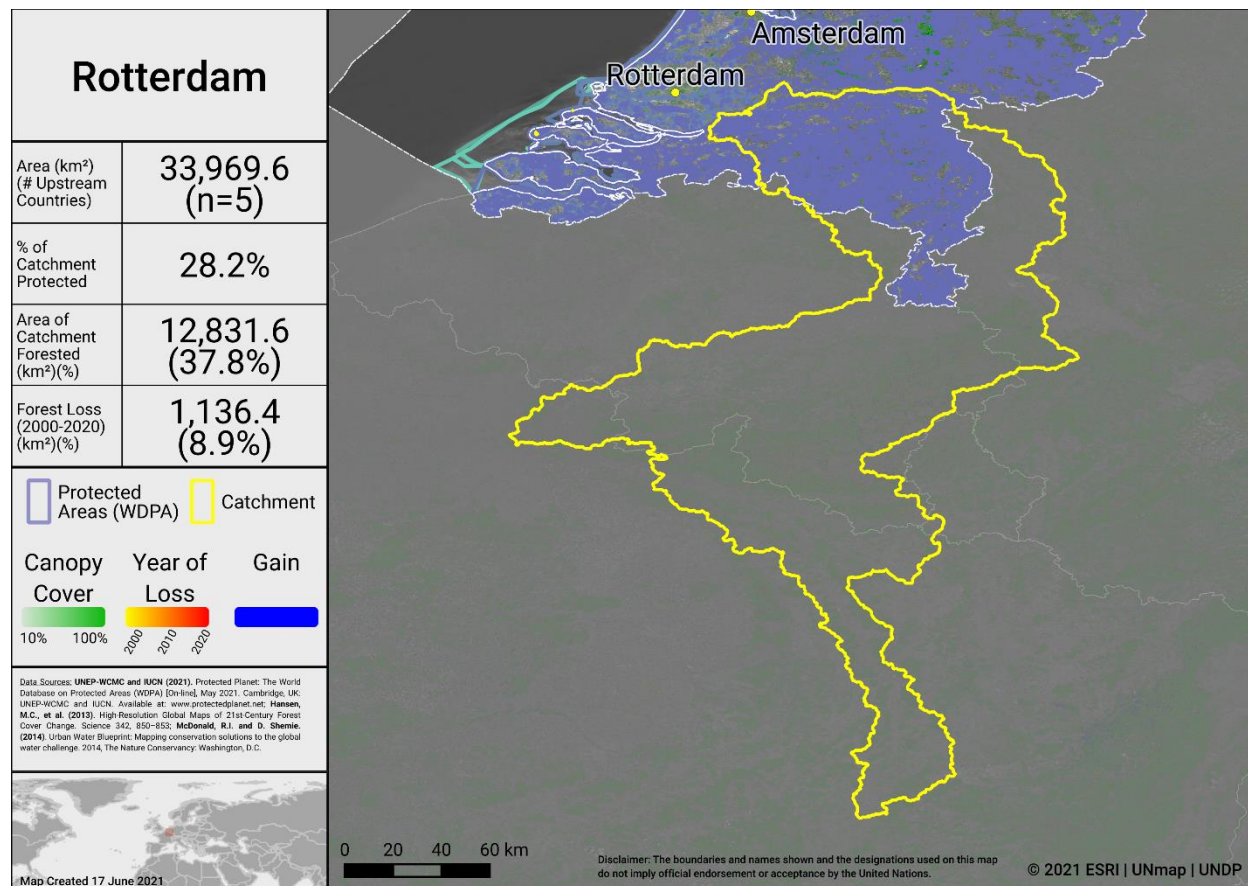 Rotterdam
Area (km²)
(# Upstream
Countries)
33,969.6
(n=5)
% of
Catchment
Protected
28.2%
Area of
Catchment
Forested
(km²)(%)
12,831.6
(37.8%)
Forest Loss
(2000-2020)
(km²)(%)
1,136.4
(8.9%)
Protected
Areas (WDPA)
Catchment
Canopy
Cover
10% 100%
Year of
Loss
2000 2010 2020
Gain
Data Sources: UNEP-WCMC and IUCN (2021). Protected Planet: The World
Database on Protected Areas (WDPA) [On-line], May 2021. Cambridge, UK:
UNEP-WCMC and IUCN. Available at: www.protectedplanet.net; Hansen,
M.C., et al. (2013). High-Resolution Global Maps of 21st-Century Forest
Cover Change. Science 342, 850–853; McDonald, R.I. and D. Shemie.
(2014). Urban Water Blueprint: Mapping conservation solutions to the global
water challenge. 2014, The Nature Conservancy: Washington, D.C.
Map Created 17 June 2021
Amsterdam
Rotterdam
0 20 40 60 km
Disclaimer: The boundaries and names shown and the designations used on this map
do not imply official endorsement or acceptance by the United Nations.
© 2021 ESRI | UNmap | UNDP